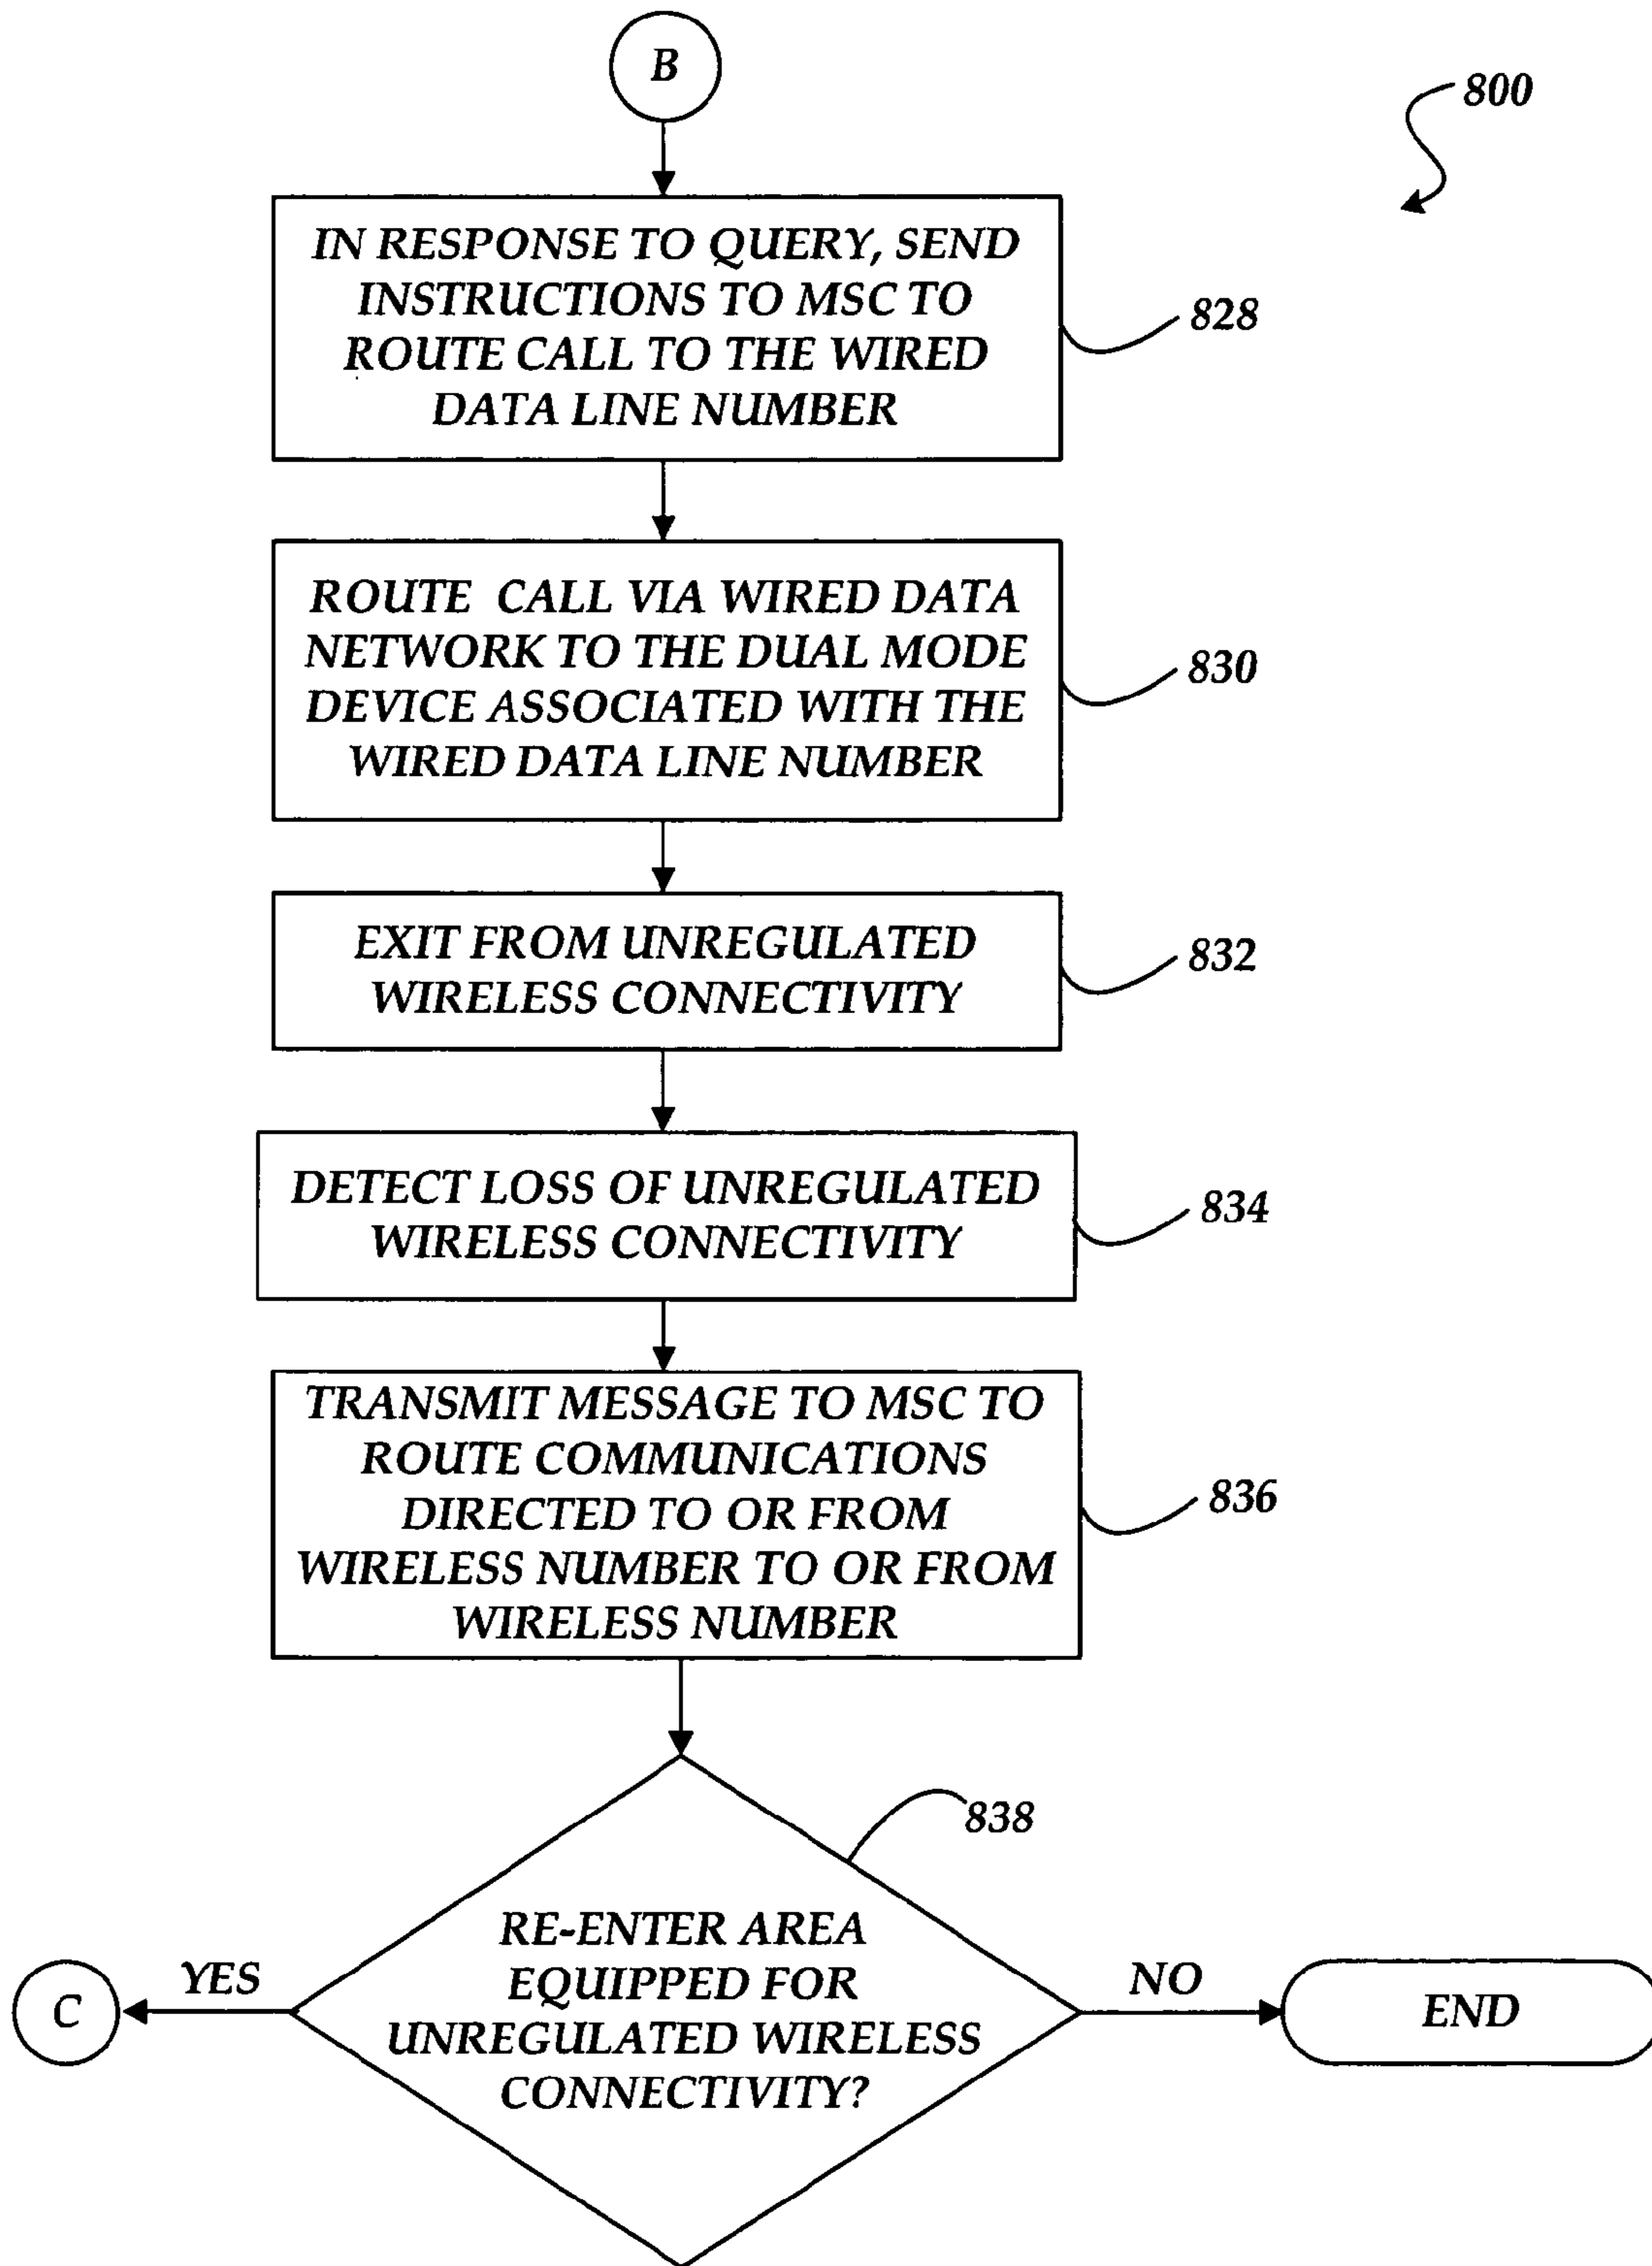 B
800
IN RESPONSE TO QUERY, SEND
INSTRUCTIONS TO MSC TO
ROUTE CALL TO THE WIRED
DATA LINE NUMBER
828
ROUTE CALL VIA WIRED DATA
NETWORK TO THE DUAL MODE
DEVICE ASSOCIATED WITH THE
WIRED DATA LINE NUMBER
830
EXIT FROM UNREGULATED
WIRELESS CONNECTIVITY
832
DETECT LOSS OF UNREGULATED
WIRELESS CONNECTIVITY
834
TRANSMIT MESSAGE TO MSC TO
ROUTE COMMUNICATIONS
DIRECTED TO OR FROM
WIRELESS NUMBER TO OR FROM
WIRELESS NUMBER
836
838
RE-ENTER AREA
EQUIPPED FOR
UNREGULATED WIRELESS
CONNECTIVITY?
YES
C
NO
END